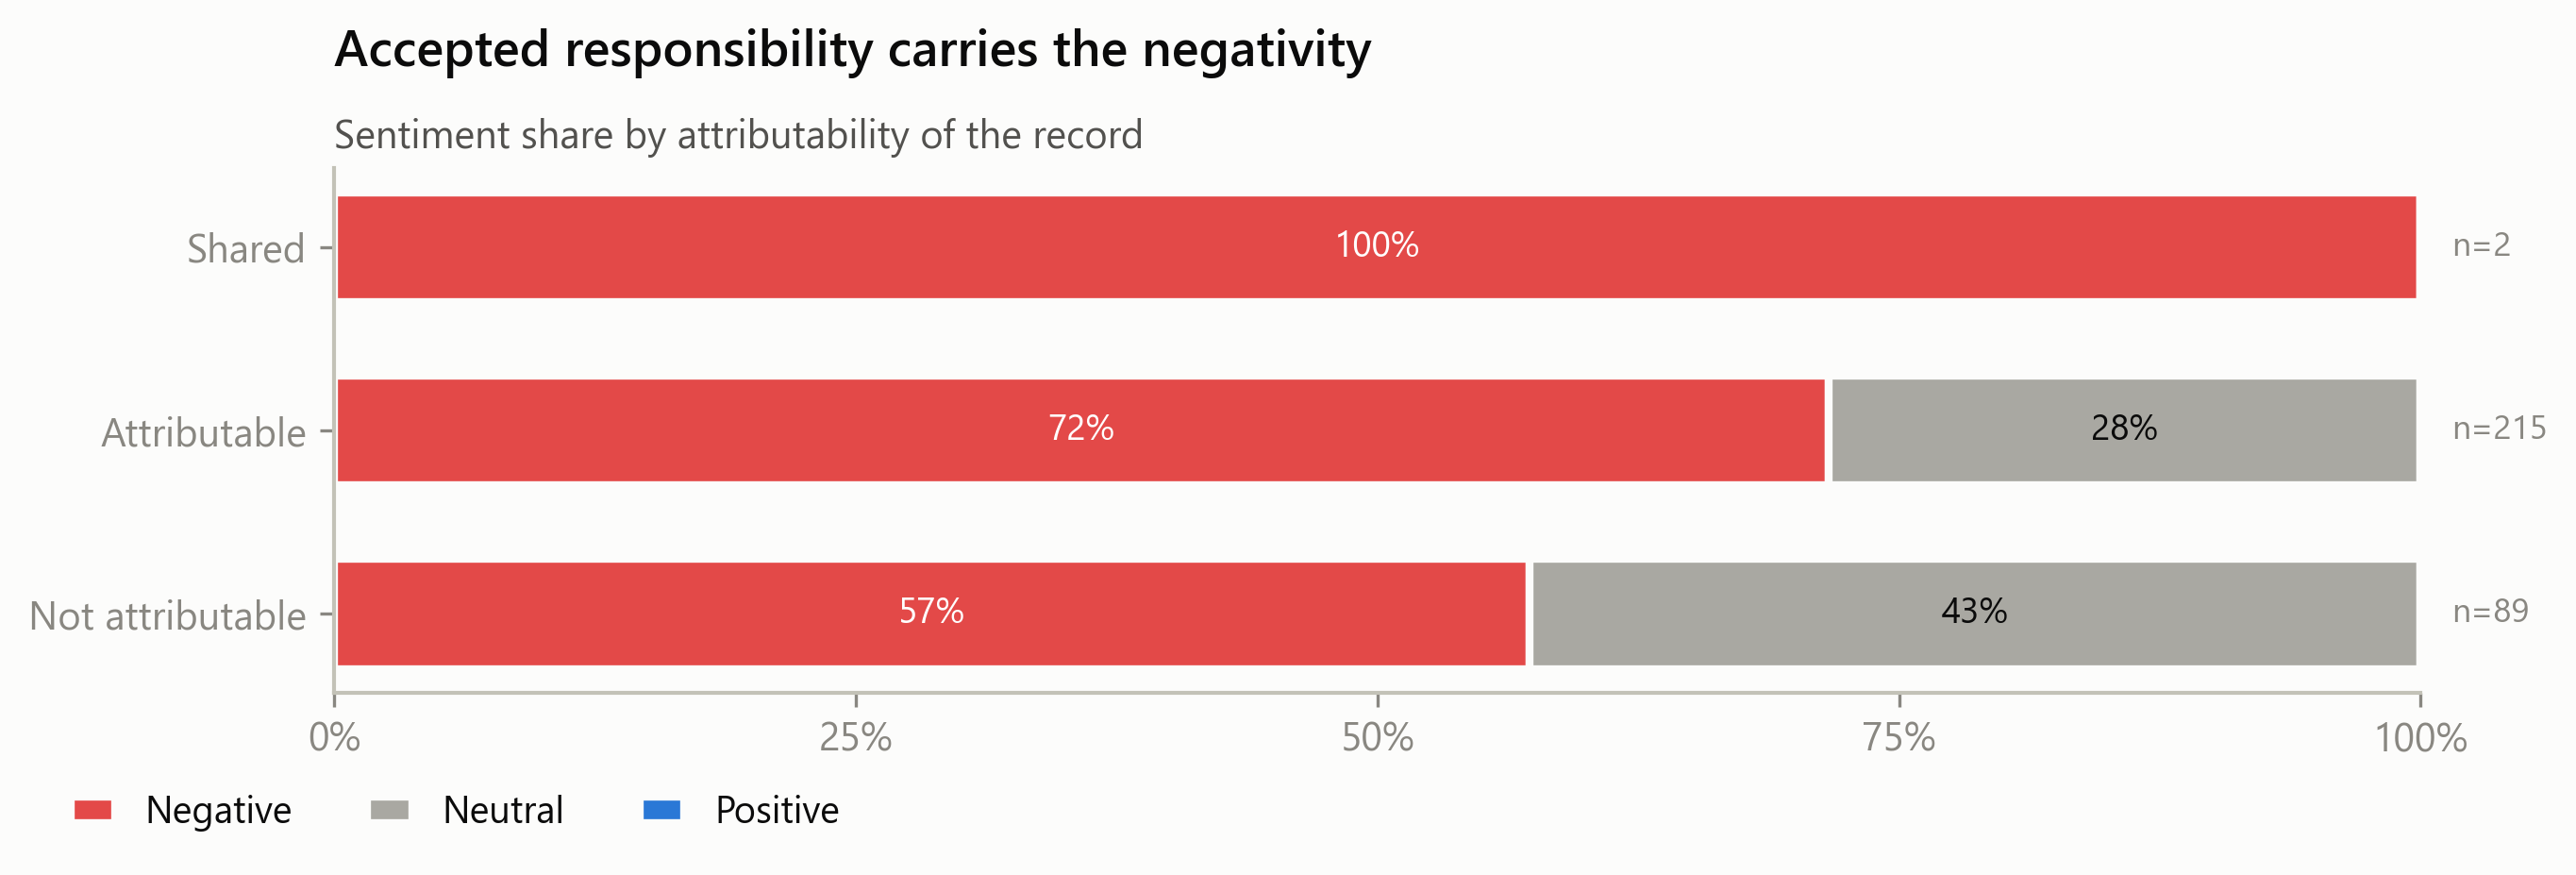 Accepted responsibility carries the negativity
Sentiment share by attributability of the record
Shared 100% n=2
Attributable 72% 28% n=215
Not attributable 57% 43% n=89
0% 25% 50% 75% 100%
Negative Neutral Positive